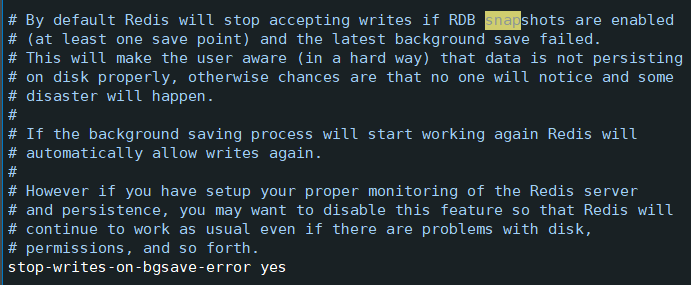 # By default Redis will stop accepting writes if RDB snapshots are enabled
# (at least one save point) and the latest background save failed.
# This will make the user aware (in a hard way) that data is not persisting
# on disk properly, otherwise chances are that no one will notice and some
# disaster will happen.
#
# If the background saving process will start working again Redis will
# automatically allow writes again.
#
# However if you have setup your proper monitoring of the Redis server
# and persistence, you may want to disable this feature so that Redis will
# continue to work as usual even if there are problems with disk,
# permissions, and so forth.
stop-writes-on-bgsave-error yes